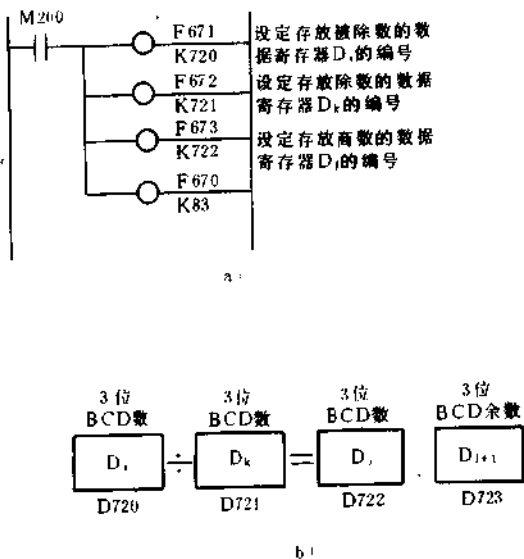 M200
F671
K720
设定存放被除数的数
据寄存器Dᵢ的编号
F672
K721
设定存放除数的数据
寄存器Dₖ的编号
F673
K722
设定存放商数的数据
寄存器Dⱼ的编号
F670
K83
a
3位 3位 3位 3位
BCD数 BCD数 BCD数 BCD余数
Dᵢ ÷ Dₖ = Dⱼ Dⱼ₊₁
D720 D721 D722 D723
b